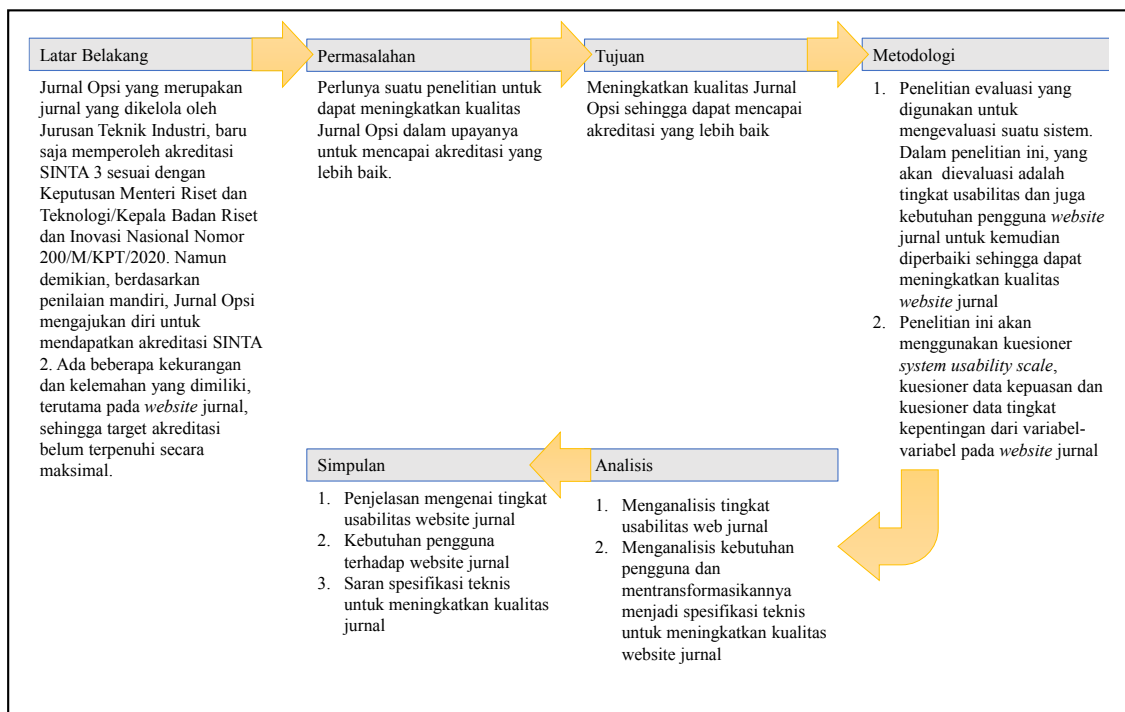 Latar Belakang
Jurnal Opsi yang merupakan
jurnal yang dikelola oleh
Jurusan Teknik Industri, baru
saja memperoleh akreditasi
SINTA 3 sesuai dengan
Keputusan Menteri Riset dan
Teknologi/Kepala Badan Riset
dan Inovasi Nasional Nomor
200/M/KPT/2020. Namun
demikian, berdasarkan
penilaian mandiri, Jurnal Opsi
mengajukan diri untuk
mendapatkan akreditasi SINTA
2. Ada beberapa kekurangan
dan kelemahan yang dimiliki,
terutama pada website jurnal,
sehingga target akreditasi
belum terpenuhi secara
maksimal.
Permasalahan
Perlunya suatu penelitian untuk
dapat meningkatkan kualitas
Jurnal Opsi dalam upayanya
untuk mencapai akreditasi yang
lebih baik.
Tujuan
Meningkatkan kualitas Jurnal
Opsi sehingga dapat mencapai
akreditasi yang lebih baik
Metodologi
1. Penelitian evaluasi yang
digunakan untuk
mengevaluasi suatu sistem.
Dalam penelitian ini, yang
akan dievaluasi adalah
tingkat usabilitas dan juga
kebutuhan pengguna website
jurnal untuk kemudian
diperbaiki sehingga dapat
meningkatkan kualitas
website jurnal
2. Penelitian ini akan
menggunakan kuesioner
system usability scale,
kuesioner data kepuasan dan
kuesioner data tingkat
kepentingan dari variabel-
variabel pada website jurnal
Analisis
1. Menganalisis tingkat
usabilitas web jurnal
2. Menganalisis kebutuhan
pengguna dan
mentransformasikannya
menjadi spesifikasi teknis
untuk meningkatkan kualitas
website jurnal
Simpulan
1. Penjelasan mengenai tingkat
usabilitas website jurnal
2. Kebutuhan pengguna
terhadap website jurnal
3. Saran spesifikasi teknis
untuk meningkatkan kualitas
jurnal